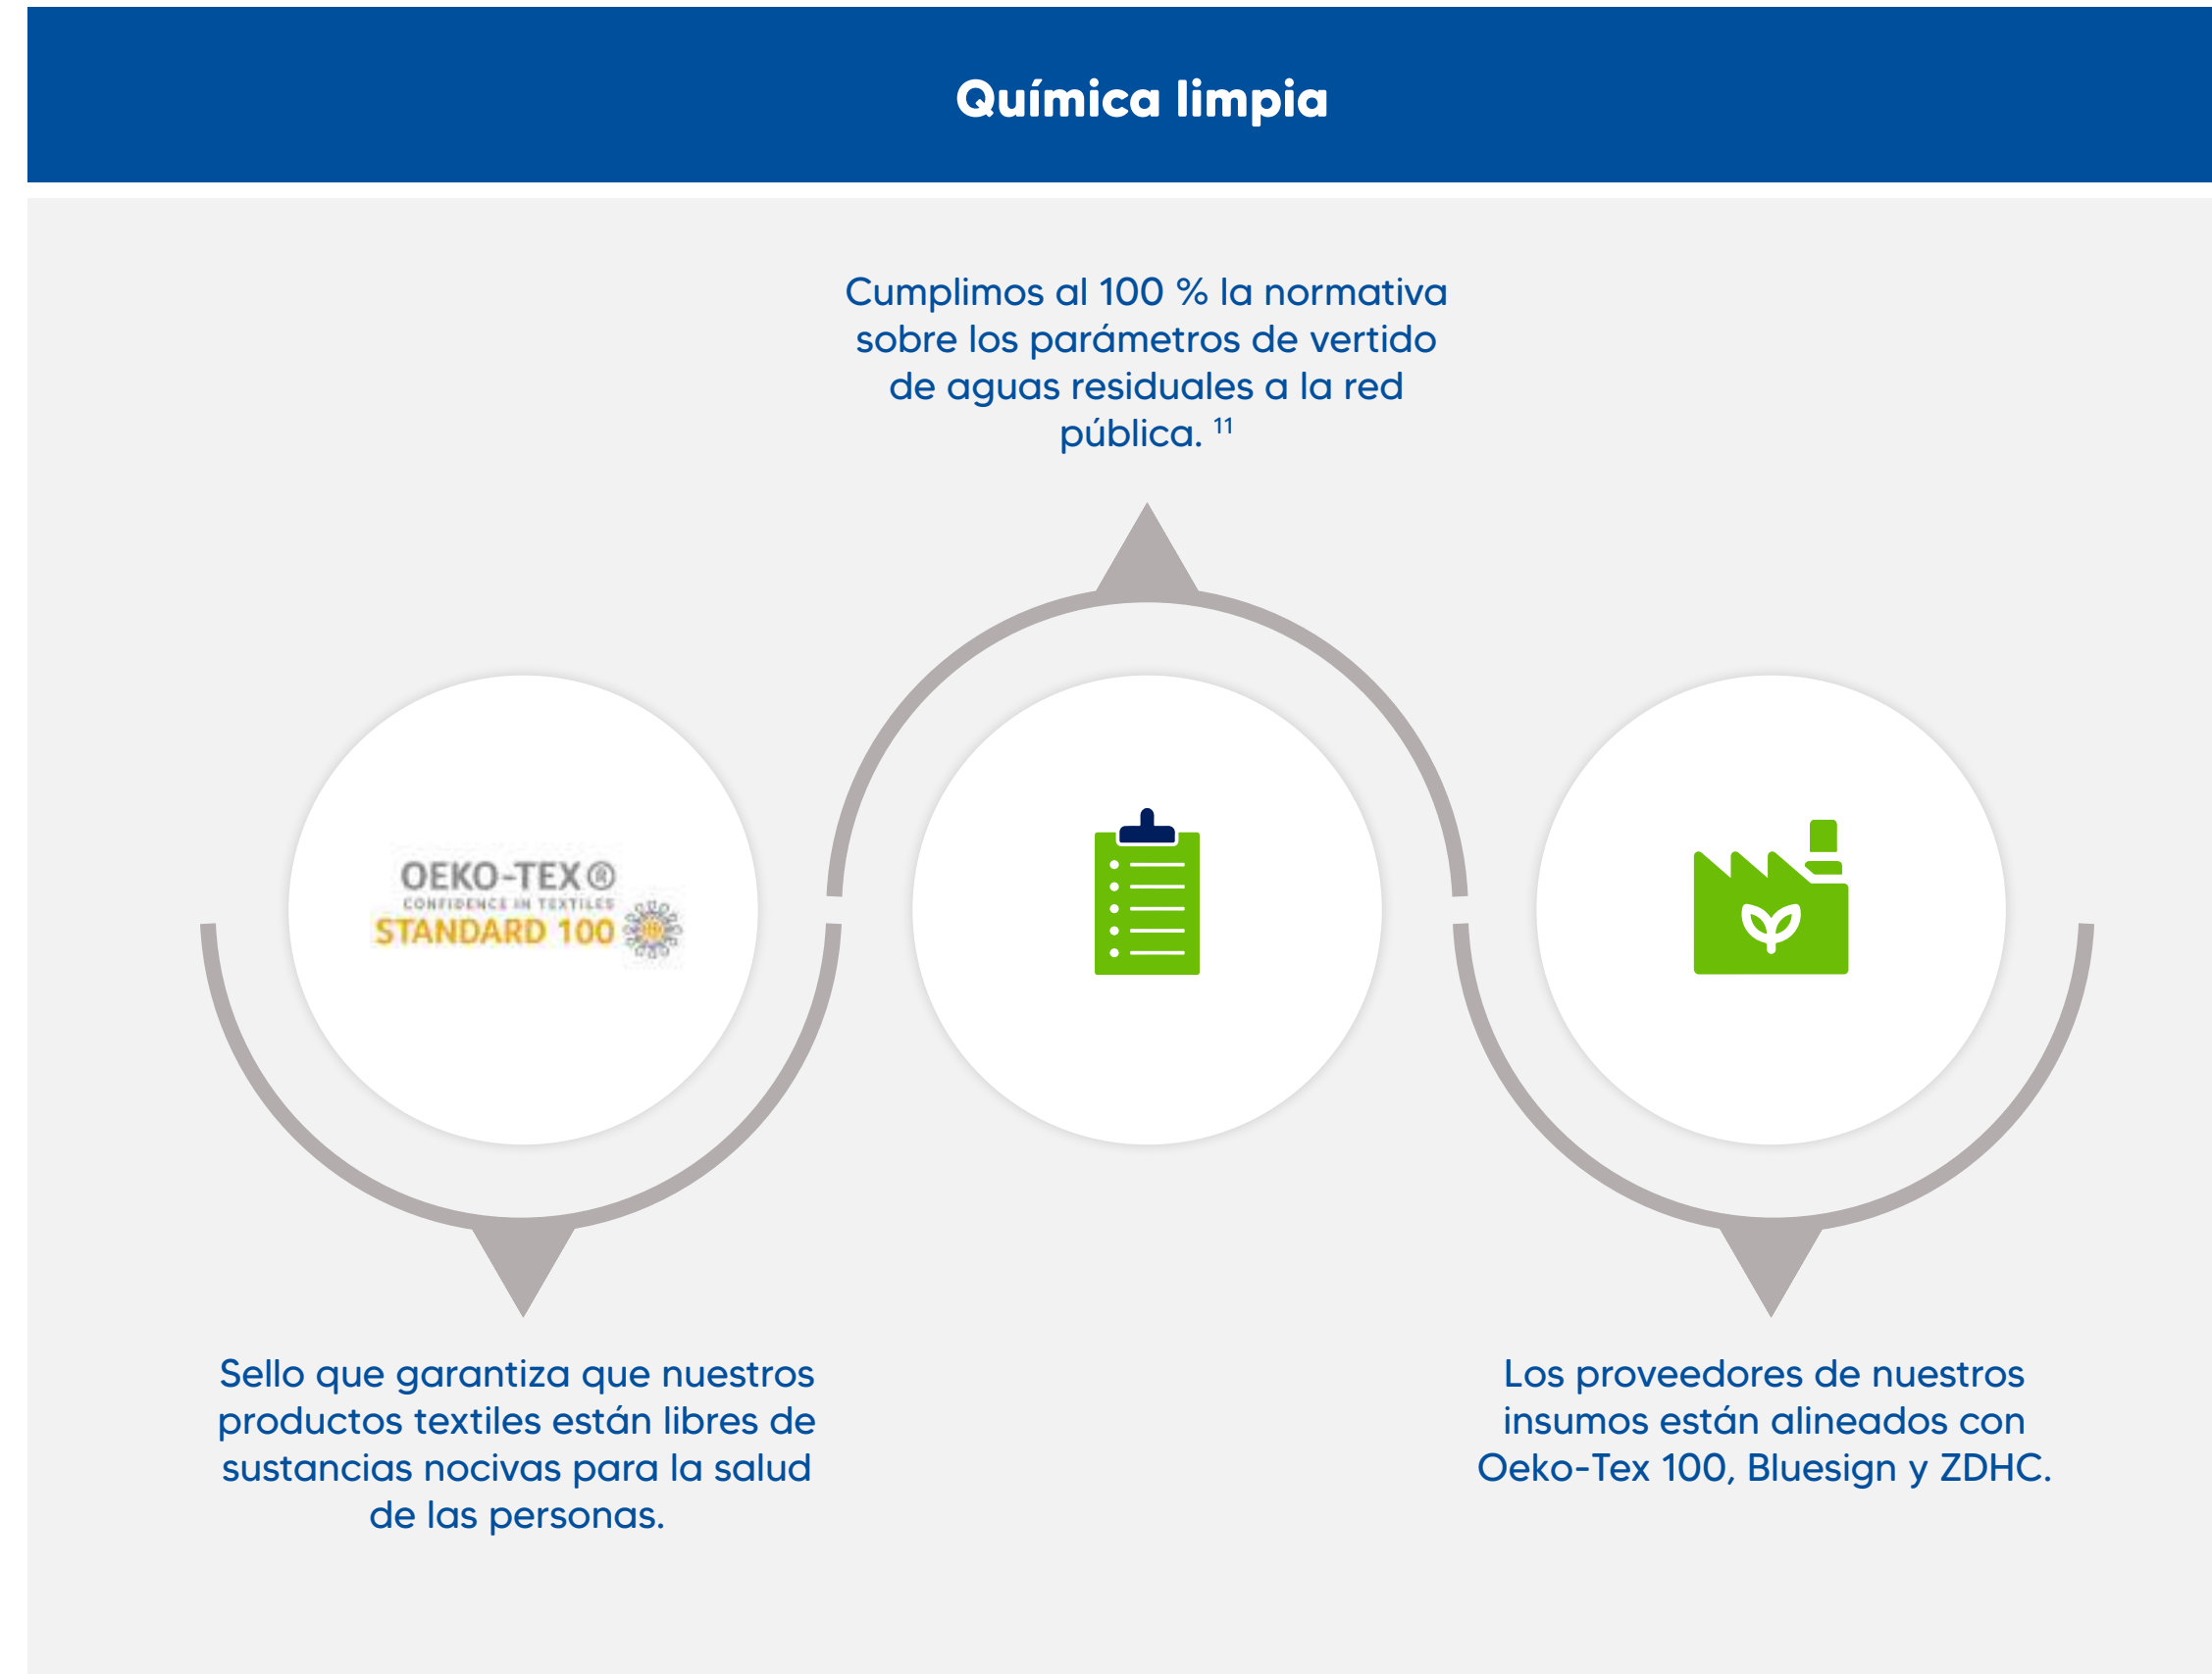 Química limpia
Cumplimos al 100 % la normativa
sobre los parámetros de vertido
de aguas residuales a la red
pública. 11
OEKO-TEX®
CONFIDENCE IN TEXTILES
STANDARD 100
Sello que garantiza que nuestros
productos textiles están libres de
sustancias nocivas para la salud
de las personas.
Los proveedores de nuestros
insumos están alineados con
Oeko-Tex 100, Bluesign y ZDHC.